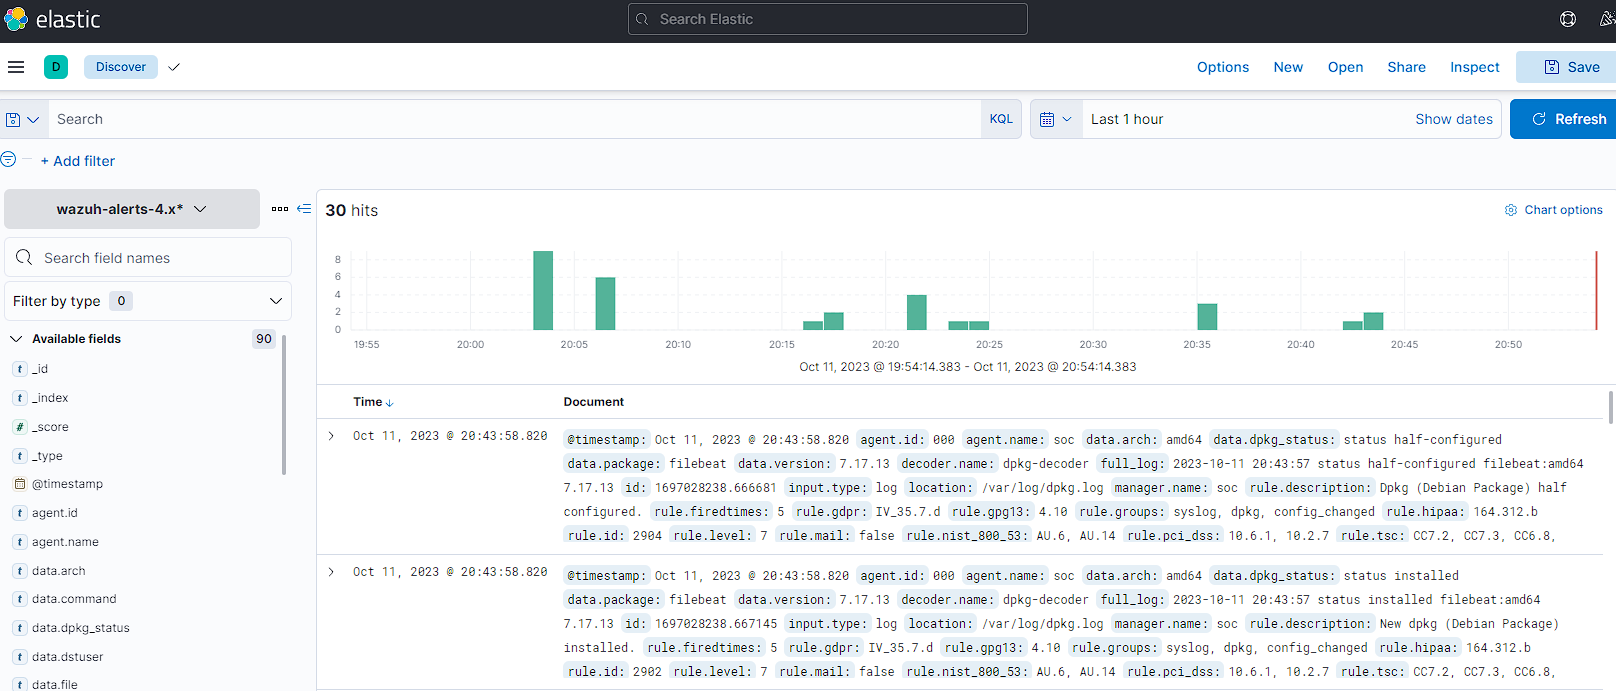 elastic
Search Elastic
D
Discover
Options New Open Share Inspect Save
Search KQL Last 1 hour Show dates Refresh
+ Add filter
wazuh-alerts-4.x*
Search field names
Filter by type 0
Available fields 90
t _id
t _index
# _score
t _type
@timestamp
t agent.id
t agent.name
t data.arch
t data.command
t data.dpkg_status
t data.dstuser
t data.file
30 hits
Chart options
8
6
4
2
0
19:55 20:00 20:05 20:10 20:15 20:20 20:25 20:30 20:35 20:40 20:45 20:50
Oct 11, 2023 @ 19:54:14.383 - Oct 11, 2023 @ 20:54:14.383
Time Document
Oct 11, 2023 @ 20:43:58.820 @timestamp: Oct 11, 2023 @ 20:43:58.820 agent.id: 000 agent.name: soc data.arch: amd64 data.dpkg_status: status half-configured
data.package: filebeat data.version: 7.17.13 decoder.name: dpkg-decoder full_log: 2023-10-11 20:43:57 status half-configured filebeat:amd64
7.17.13 id: 1697028238.666681 input.type: log location: /var/log/dpkg.log manager.name: soc rule.description: Dpkg (Debian Package) half
configured. rule.firedtimes: 5 rule.gdpr: IV_35.7.d rule.gpg13: 4.10 rule.groups: syslog, dpkg, config_changed rule.hipaa: 164.312.b
rule.id: 2904 rule.level: 7 rule.mail: false rule.nist_800_53: AU.6, AU.14 rule.pci_dss: 10.6.1, 10.2.7 rule.tsc: CC7.2, CC7.3, CC6.8,
Oct 11, 2023 @ 20:43:58.820 @timestamp: Oct 11, 2023 @ 20:43:58.820 agent.id: 000 agent.name: soc data.arch: amd64 data.dpkg_status: status installed
data.package: filebeat data.version: 7.17.13 decoder.name: dpkg-decoder full_log: 2023-10-11 20:43:57 status installed filebeat:amd64
7.17.13 id: 1697028238.667145 input.type: log location: /var/log/dpkg.log manager.name: soc rule.description: New dpkg (Debian Package)
installed. rule.firedtimes: 5 rule.gdpr: IV_35.7.d rule.gpg13: 4.10 rule.groups: syslog, dpkg, config_changed rule.hipaa: 164.312.b
rule.id: 2902 rule.level: 7 rule.mail: false rule.nist_800_53: AU.6, AU.14 rule.pci_dss: 10.6.1, 10.2.7 rule.tsc: CC7.2, CC7.3, CC6.8,